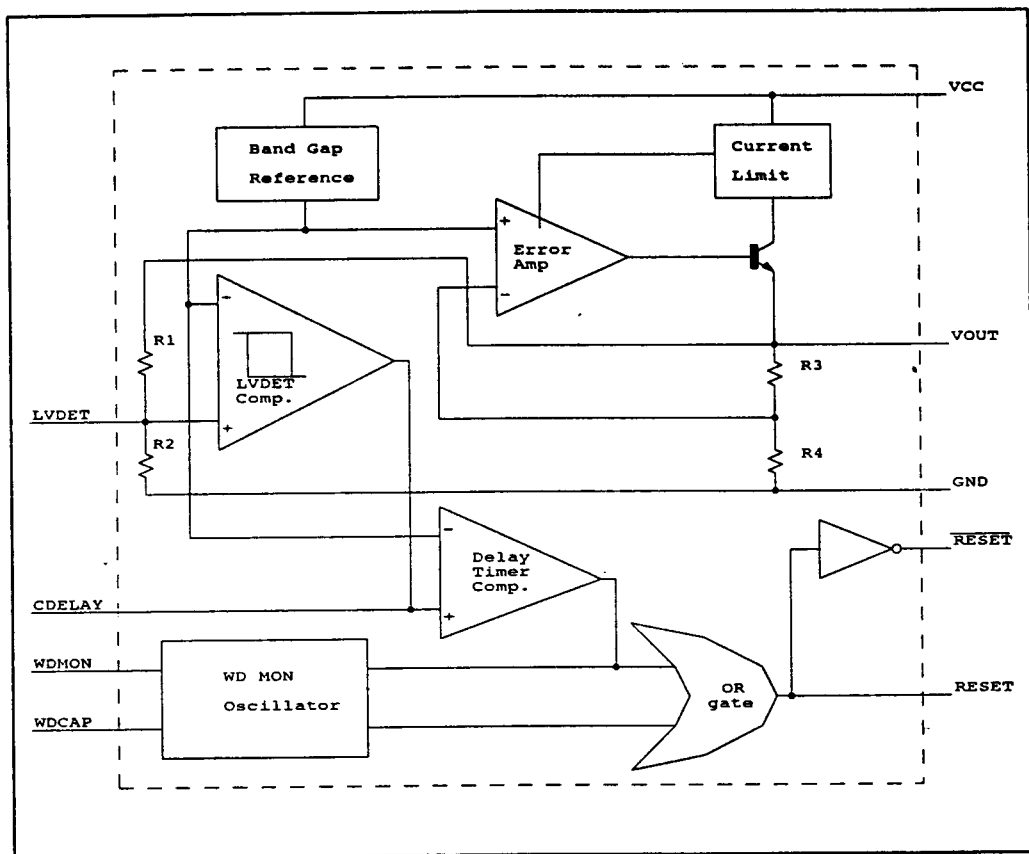 VCC
Band Gap
Reference
Current
Limit
+
Error
Amp
-
-
R1
LVDET
Comp.
+
VOUT
R3
LVDET
R2
R4
GND
-
Delay
Timer
Comp.
+
RESET
CDELAY
WDMON
WD MON
Oscillator
WDCAP
OR
gate
RESET